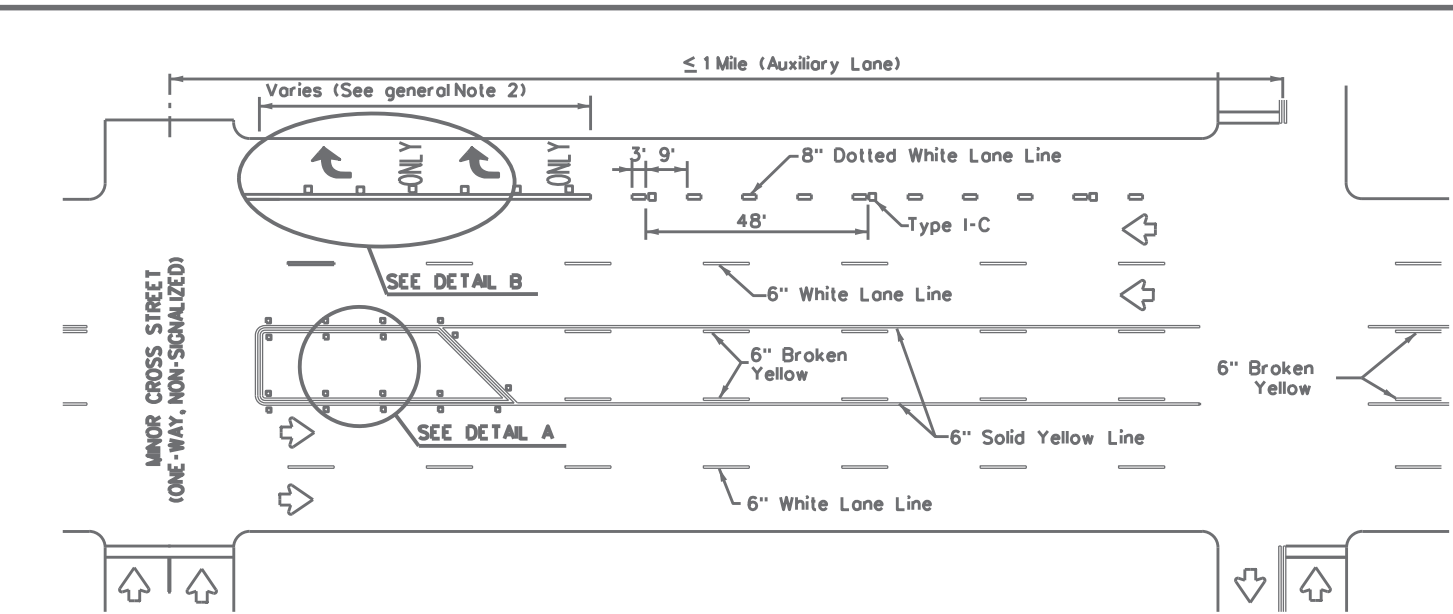 ≤ 1 Mile (Auxiliary Lane)
Varies (See general Note 2)
ONLY
ONLY
3' 9'
8" Dotted White Lane Line
48'
Type I-C
SEE DETAIL B
6" White Lane Line
MINOR CROSS STREET
(ONE-WAY, NON-SIGNALIZED)
6" Broken
Yellow
6" Broken
Yellow
SEE DETAIL A
6" Solid Yellow Line
6" White Lane Line